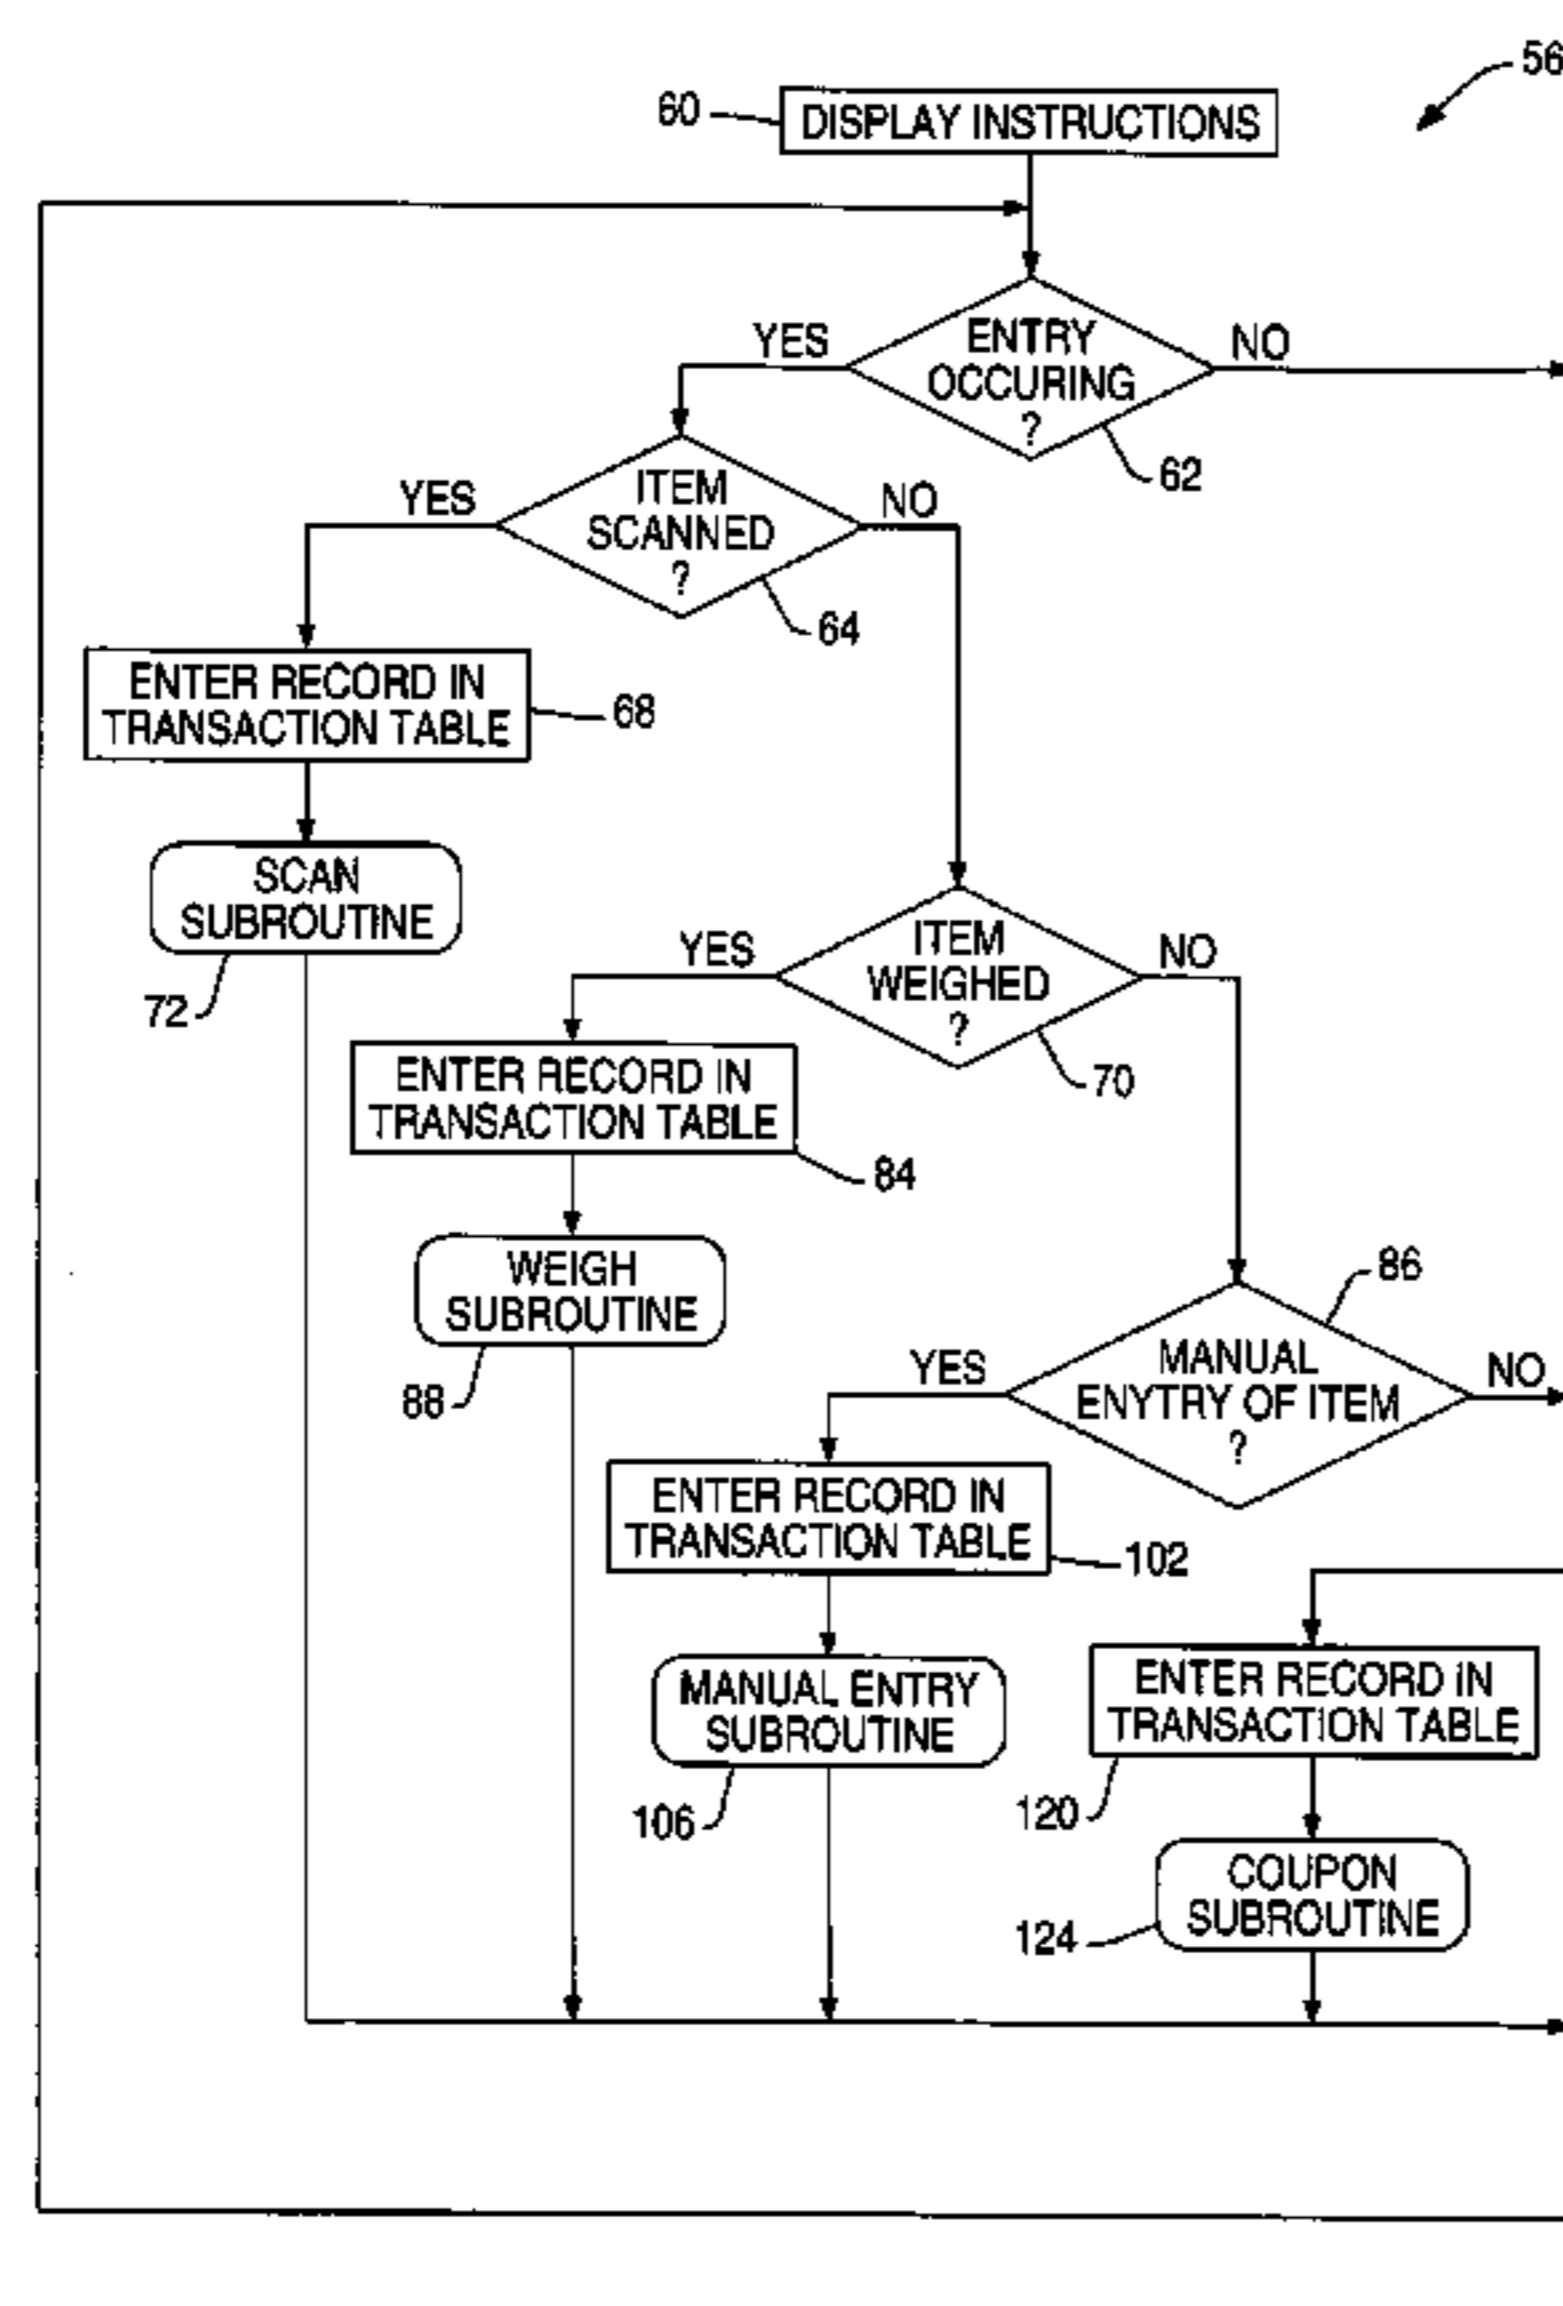 56
60
DISPLAY INSTRUCTIONS
YES
ENTRY
OCCURING
?
NO
62
YES
ITEM
SCANNED
?
NO
64
ENTER RECORD IN
TRANSACTION TABLE
68
SCAN
SUBROUTINE
72
YES
ITEM
WEIGHED
?
NO
70
ENTER RECORD IN
TRANSACTION TABLE
84
WEIGH
SUBROUTINE
88
86
YES
MANUAL
ENYTRY OF ITEM
?
NO
ENTER RECORD IN
TRANSACTION TABLE
102
MANUAL ENTRY
SUBROUTINE
106
ENTER RECORD IN
TRANSACTION TABLE
120
COUPON
SUBROUTINE
124